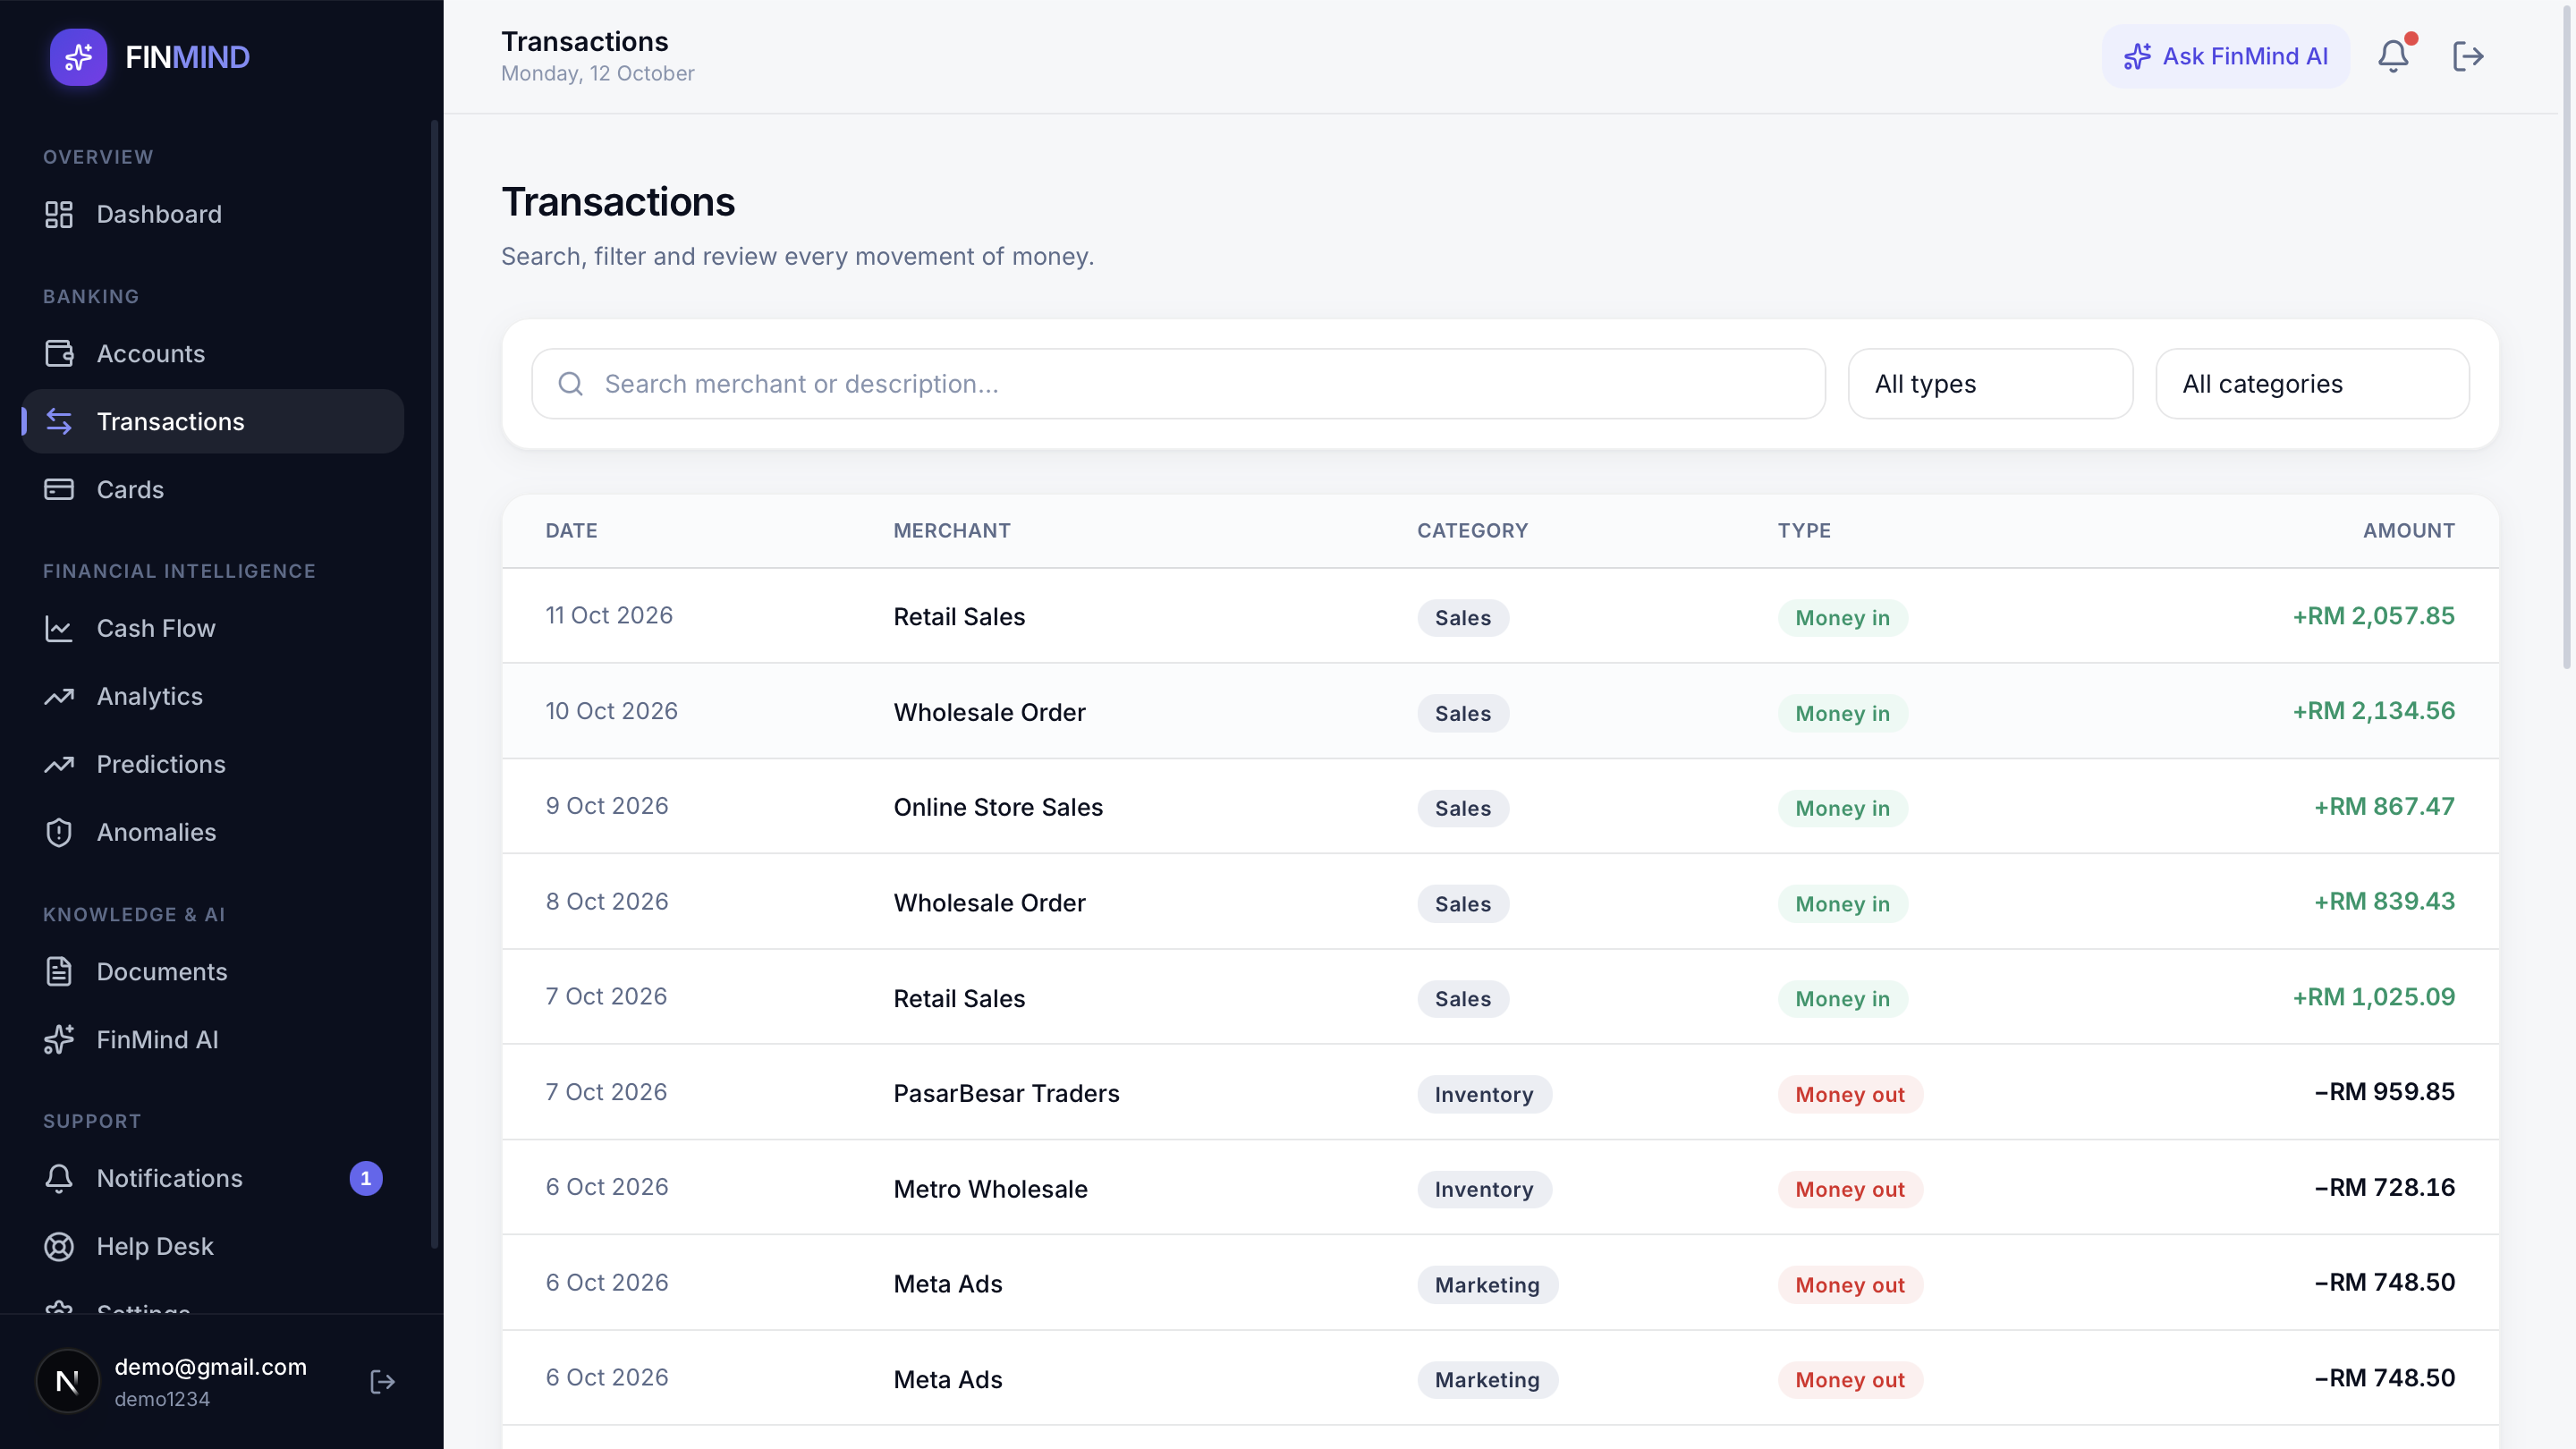 FINMIND
OVERVIEW
Dashboard
BANKING
Accounts
Transactions
Cards
FINANCIAL INTELLIGENCE
Cash Flow
Analytics
Predictions
Anomalies
KNOWLEDGE & AI
Documents
FinMind AI
SUPPORT
Notifications 1
Help Desk
Settings
N
demo@gmail.com
demo1234
Transactions
Monday, 12 October
Ask FinMind AI
Transactions
Search, filter and review every movement of money.
Search merchant or description...
All types
All categories
DATE MERCHANT CATEGORY TYPE AMOUNT
11 Oct 2026 Retail Sales Sales Money in +RM 2,057.85
10 Oct 2026 Wholesale Order Sales Money in +RM 2,134.56
9 Oct 2026 Online Store Sales Sales Money in +RM 867.47
8 Oct 2026 Wholesale Order Sales Money in +RM 839.43
7 Oct 2026 Retail Sales Sales Money in +RM 1,025.09
7 Oct 2026 PasarBesar Traders Inventory Money out −RM 959.85
6 Oct 2026 Metro Wholesale Inventory Money out −RM 728.16
6 Oct 2026 Meta Ads Marketing Money out −RM 748.50
6 Oct 2026 Meta Ads Marketing Money out −RM 748.50